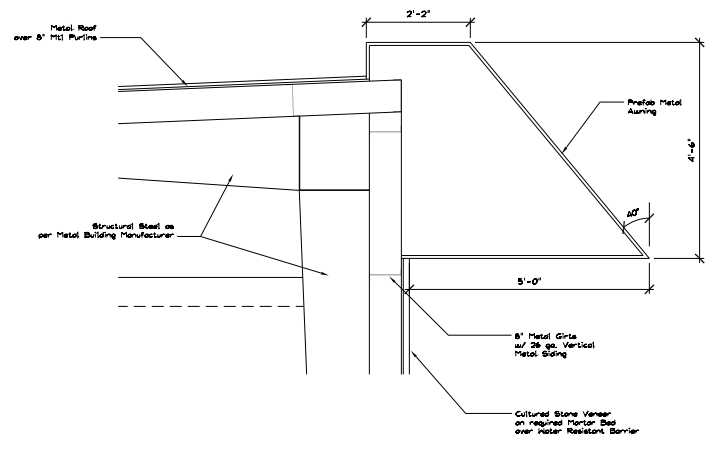 2'-2"
Metal Roof
over 8" Mtl Purlins
Prefab Metal
Awning
4'-6"
40°
Structural Steel as
per Metal Building Manufacturer
5'-0"
8" Metal Girts
w/ 26 ga. Vertical
Metal Siding
Cultured Stone Veneer
on required Mortar Bed
over Water Resistant Barrier